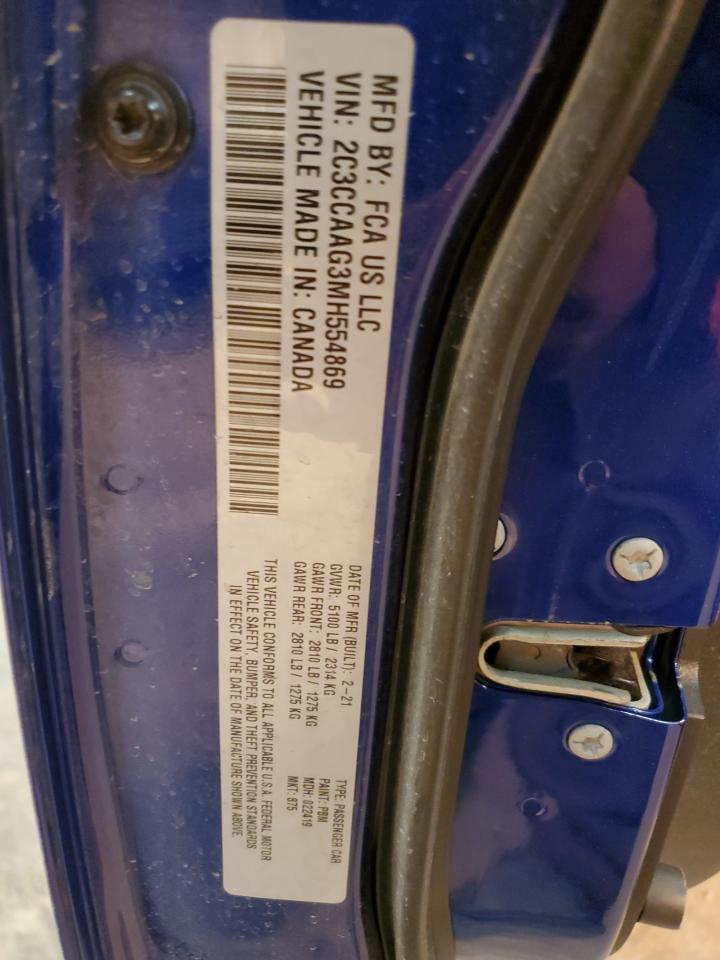 MFD BY: FCA US LLC
VIN: 2C3CCAAG3MH554869
VEHICLE MADE IN: CANADA
DATE OF MFR (BUILT): 2-21
GVWR: 5100 LB / 2314 KG
GAWR FRONT: 2810 LB / 1275 KG
GAWR REAR: 2810 LB / 1275 KG
TYPE: PASSENGER CAR
PAINT: PBM
MDH: 022419
MKT: 875
THIS VEHICLE CONFORMS TO ALL APPLICABLE U.S.A. FEDERAL MOTOR
VEHICLE SAFETY, BUMPER, AND THEFT PREVENTION STANDARDS
IN EFFECT ON THE DATE OF MANUFACTURE SHOWN ABOVE.